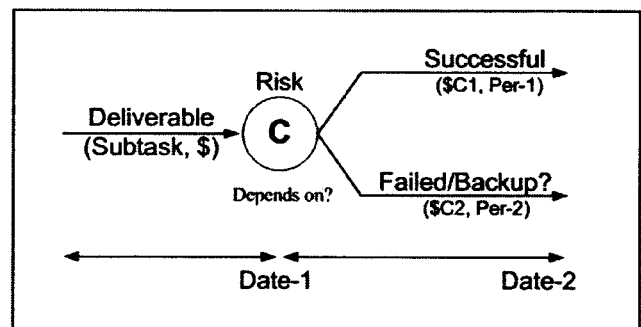 Successful
($C1, Per-1)
Risk
Deliverable
(Subtask, $)
C
Depends on?
Failed/Backup?
($C2, Per-2)
Date-1
Date-2